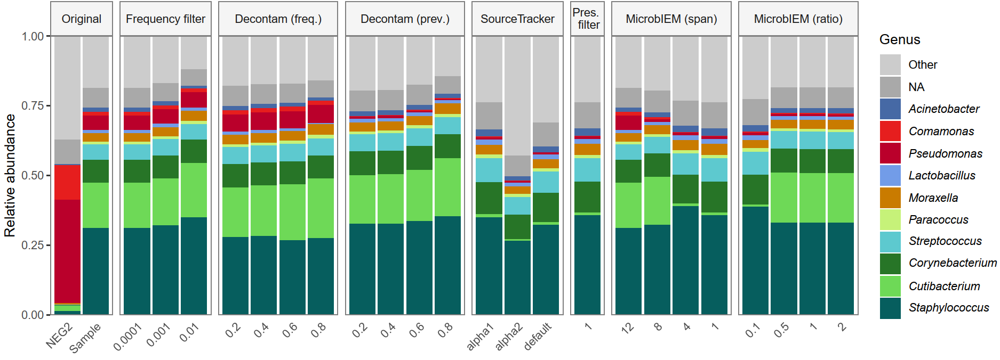 Original
Frequency filter
Decontam (freq.)
Decontam (prev.)
SourceTracker
Pres.
filter
MicrobIEM (span)
MicrobIEM (ratio)
Relative abundance
1.00
0.75
0.50
0.25
0.00
NEG2
Sample
0.0001
0.001
0.01
0.2
0.4
0.6
0.8
0.2
0.4
0.6
0.8
alpha1
alpha2
default
1
12
8
4
1
0.1
0.5
1
2
Genus
Other
NA
Acinetobacter
Comamonas
Pseudomonas
Lactobacillus
Moraxella
Paracoccus
Streptococcus
Corynebacterium
Cutibacterium
Staphylococcus